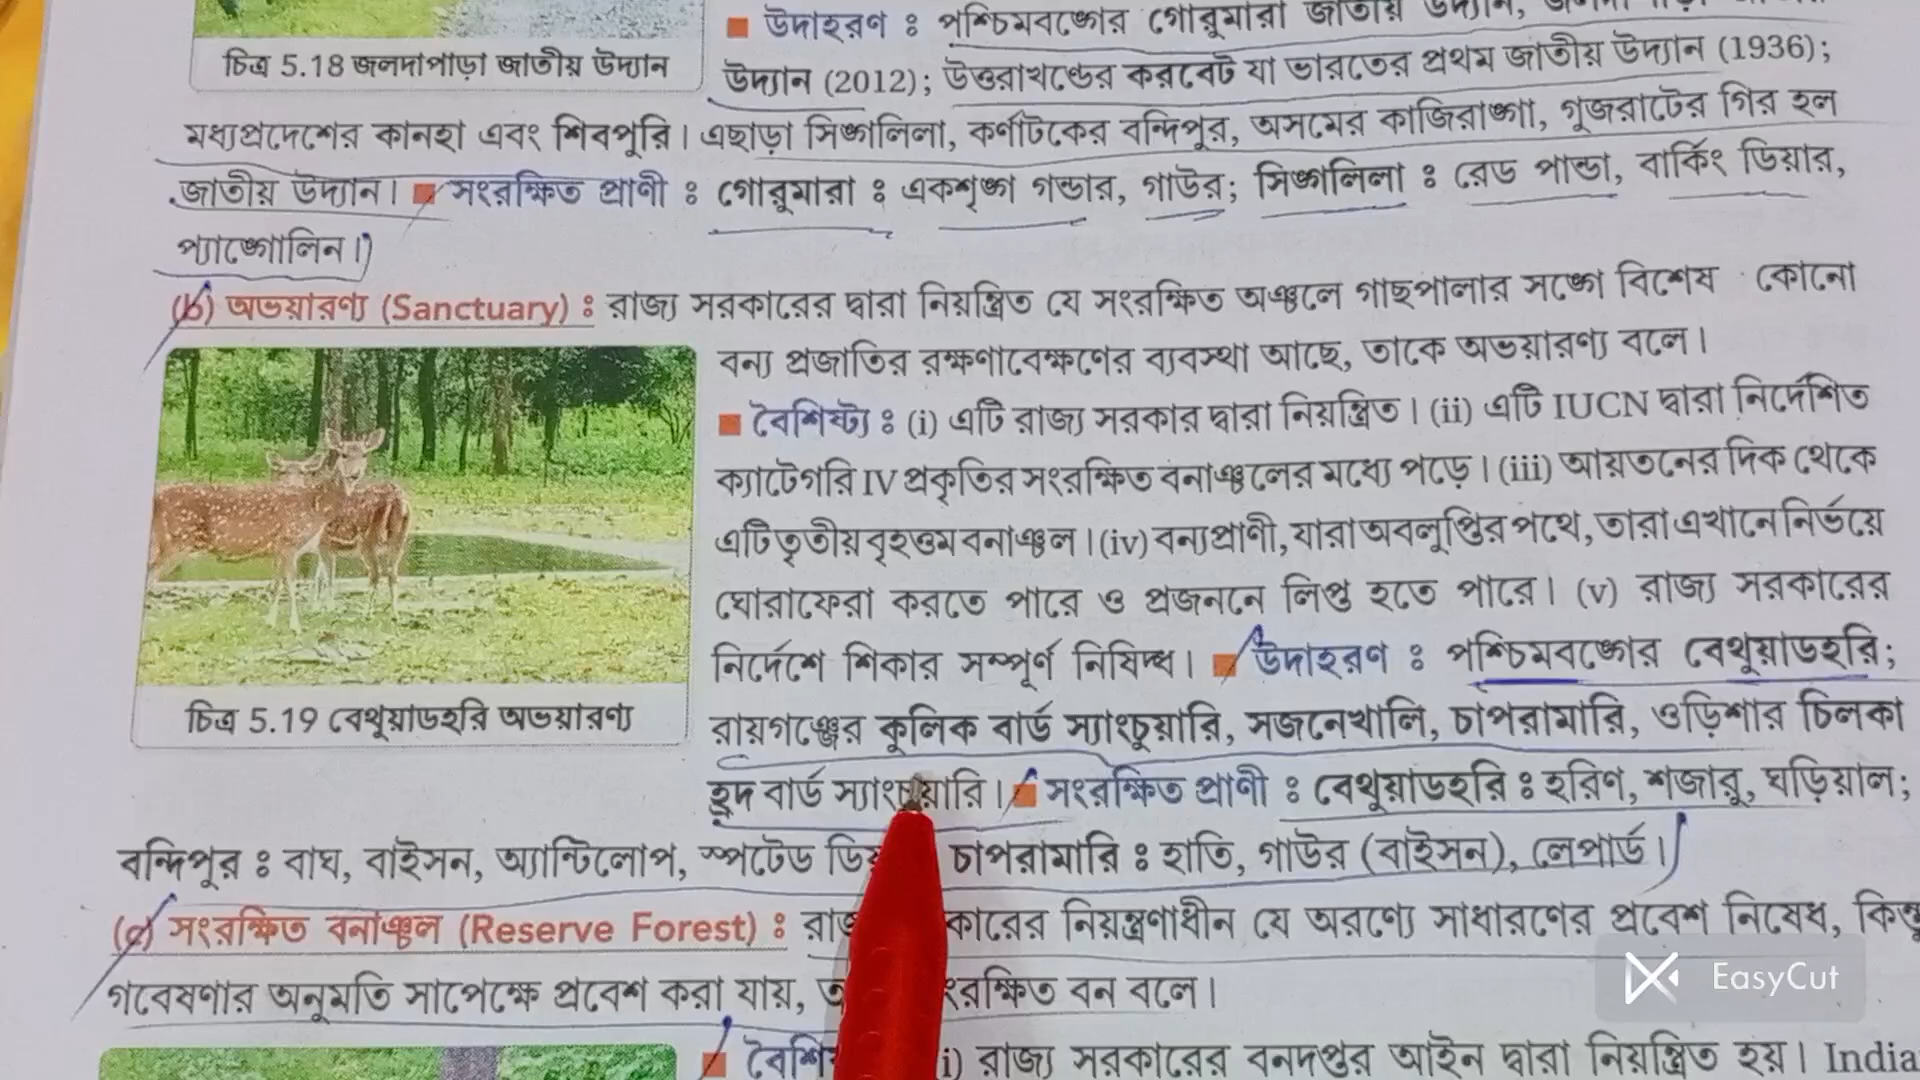 ■ উদাহরণ : পশ্চিমবঙ্গের গোরুমারা জাতীয় উদ্যান,
চিত্র 5.18 জলদাপাড়া জাতীয় উদ্যান
উদ্যান (2012); উত্তরাখণ্ডের করবেট যা ভারতের প্রথম জাতীয় উদ্যান (1936);
মধ্যপ্রদেশের কানহা এবং শিবপুরি। এছাড়া সিঙ্গালিলা, কর্ণাটকের বন্দিপুর, অসমের কাজিরাঙ্গা, গুজরাটের গির হল
জাতীয় উদ্যান। ■ সংরক্ষিত প্রাণী : গোরুমারা : একশৃঙ্গ গন্ডার, গাউর; সিঙ্গালিলা : রেড পান্ডা, বার্কিং ডিয়ার,
প্যাঙ্গোলিন।
(b) অভয়ারণ্য (Sanctuary) : রাজ্য সরকারের দ্বারা নিয়ন্ত্রিত যে সংরক্ষিত অঞ্চলে গাছপালার সঙ্গে বিশেষ কোনো
বন্য প্রজাতির রক্ষণাবেক্ষণের ব্যবস্থা আছে, তাকে অভয়ারণ্য বলে।
■ বৈশিষ্ট্য : (i) এটি রাজ্য সরকার দ্বারা নিয়ন্ত্রিত। (ii) এটি IUCN দ্বারা নির্দেশিত
ক্যাটেগরি IV প্রকৃতির সংরক্ষিত বনাঞ্চলের মধ্যে পড়ে। (iii) আয়তনের দিক থেকে
এটি তৃতীয় বৃহত্তম বনাঞ্চল। (iv) বন্যপ্রাণী, যারা অবলুপ্তির পথে, তারা এখানে নির্ভয়ে
ঘোরাফেরা করতে পারে ও প্রজননে লিপ্ত হতে পারে। (v) রাজ্য সরকারের
নির্দেশে শিকার সম্পূর্ণ নিষিদ্ধ। ■ উদাহরণ : পশ্চিমবঙ্গের বেথুয়াডহরি;
চিত্র 5.19 বেথুয়াডহরি অভয়ারণ্য
রায়গঞ্জের কুলিক বার্ড স্যাংচুয়ারি, সজনেখালি, চাপরামারি, ওড়িশার চিলকা
হ্রদ বার্ড স্যাংচুয়ারি। ■ সংরক্ষিত প্রাণী : বেথুয়াডহরি : হরিণ, শজারু, ঘড়িয়াল;
বন্দিপুর : বাঘ, বাইসন, অ্যান্টিলোপ, স্পটেড চাপরামারি : হাতি, গাউর (বাইসন), লেপার্ড।
(c) সংরক্ষিত বনাঞ্চল (Reserve Forest) : নিয়ন্ত্রণাধীন যে অরণ্যে সাধারণের প্রবেশ নিষেধ, কিন্তু
গবেষণার অনুমতি সাপেক্ষে প্রবেশ করা যায়, বন বলে।
■ (i) রাজ্য সরকারের বনদপ্তর আইন দ্বারা নিয়ন্ত্রিত হয়। India
EasyCut